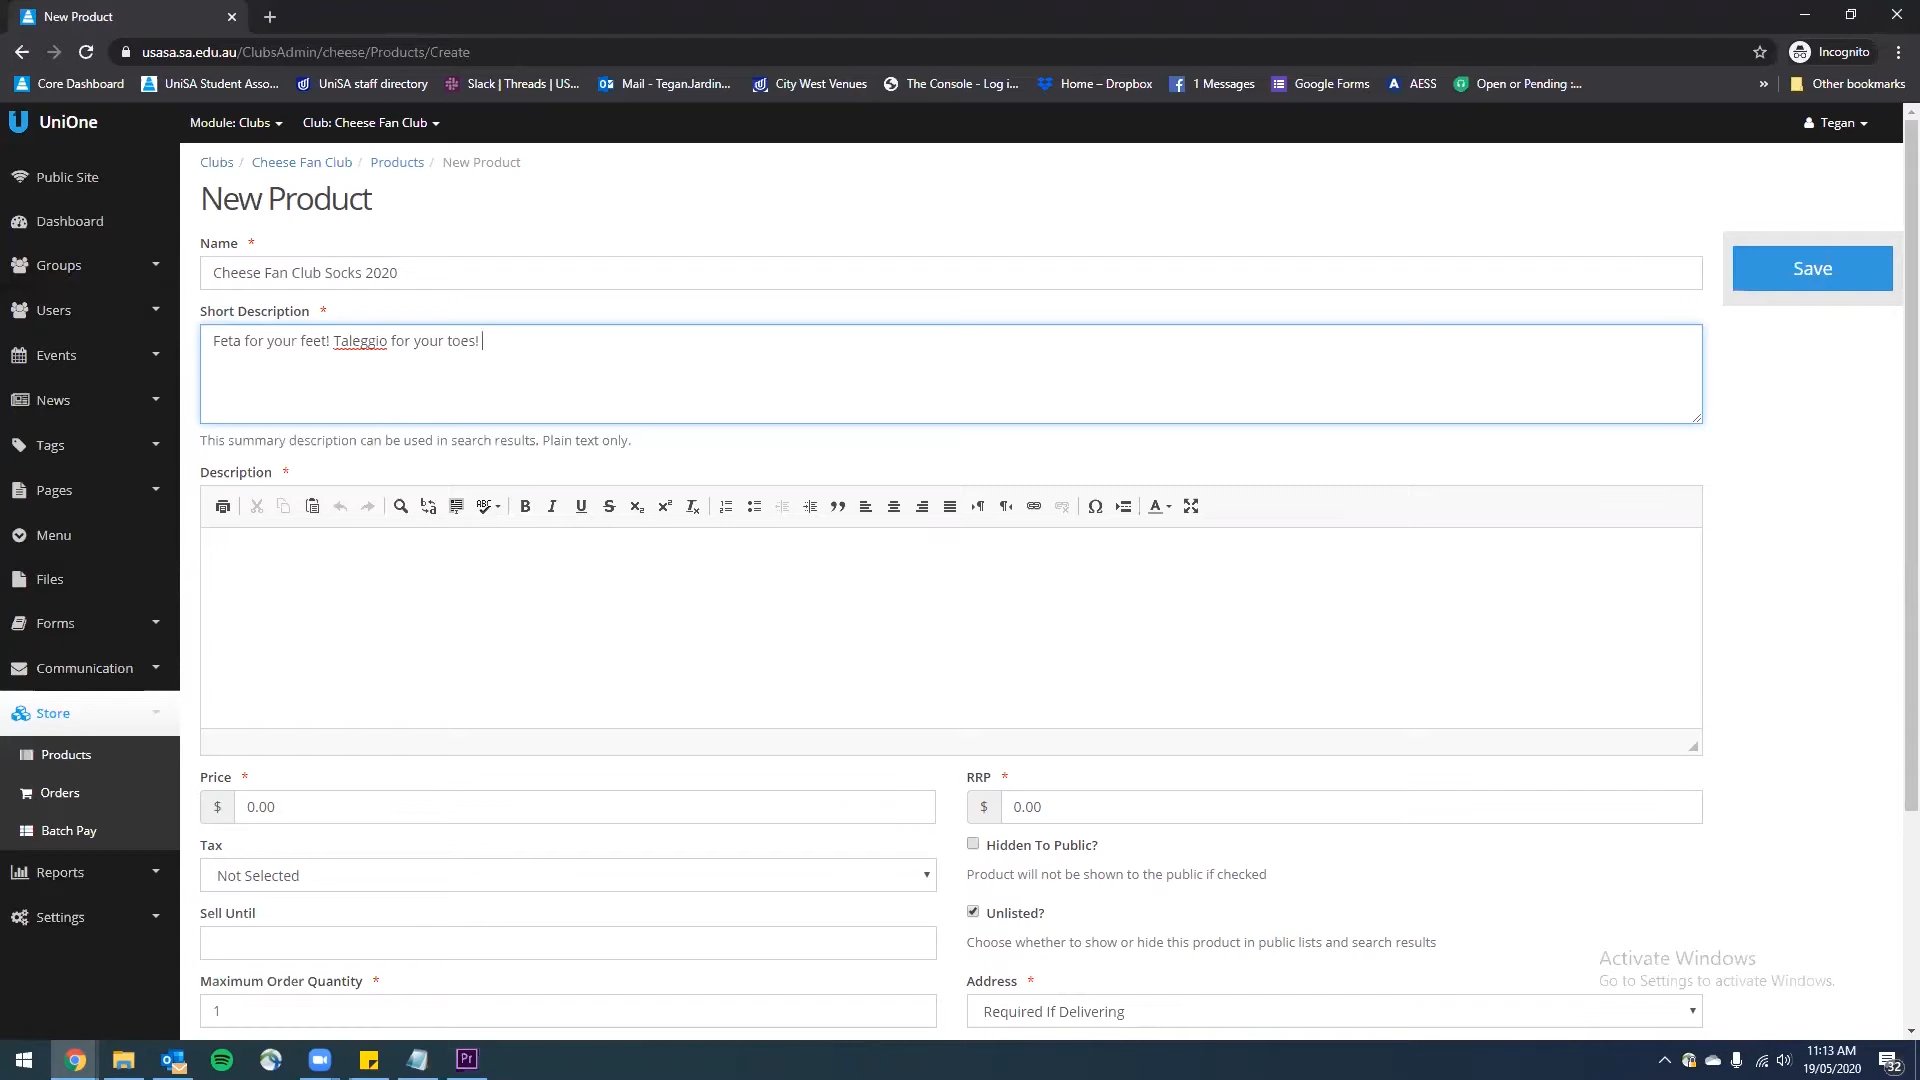 New Product
usasa.sa.edu.au/ClubsAdmin/cheese/Products/Create
Incognito
Core Dashboard
UniSA Student Asso...
UniSA staff directory
Slack | Threads | US...
Mail - TeganJardin...
City West Venues
The Console - Log i...
Home – Dropbox
1 Messages
Google Forms
AESS
Open or Pending :...
»
Other bookmarks
UniOne
Module: Clubs
Club: Cheese Fan Club
Tegan
Public Site
Dashboard
Groups
Users
Events
News
Tags
Pages
Menu
Files
Forms
Communication
Store
Products
Orders
Batch Pay
Reports
Settings
Clubs / Cheese Fan Club / Products / New Product
New Product
Name *
Cheese Fan Club Socks 2020
Save
Short Description *
Feta for your feet! Taleggio for your toes!
This summary description can be used in search results. Plain text only.
Description *
Price *
$ 0.00
RRP *
$ 0.00
Tax
Not Selected
Hidden To Public?
Product will not be shown to the public if checked
Sell Until
Unlisted?
Choose whether to show or hide this product in public lists and search results
Maximum Order Quantity *
1
Address *
Required If Delivering
Activate Windows
Go to Settings to activate Windows.
Pr
11:13 AM
19/05/2020
32